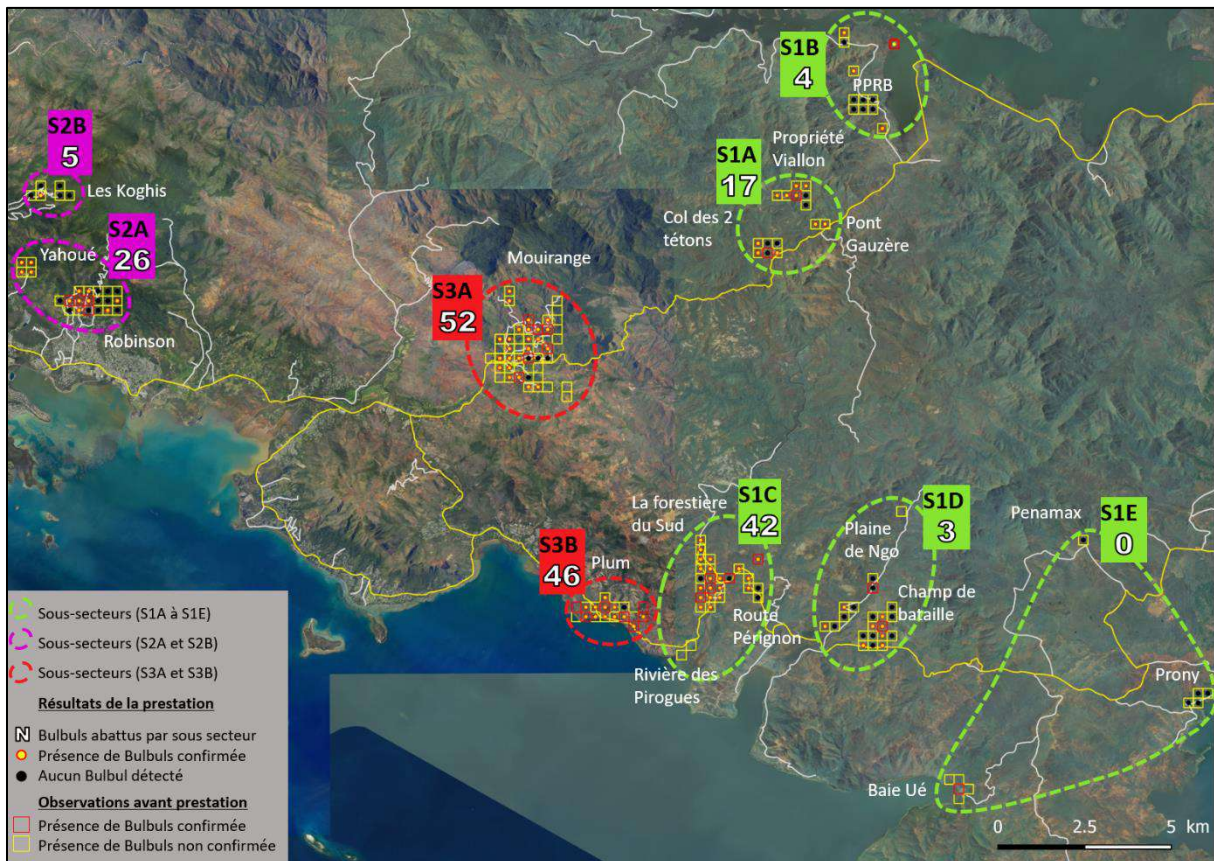 S1B
4
PPRB
S2B
5
Les Koghis
Propriété
Viallon
S1A
17
Col des 2
tétons
Pont
Gauzère
S2A
26
Yahoué
Robinson
Mouirange
S3A
52
La forestière
du Sud
S1C
42
S1D
3
Plaine
de Ngo
Penamax
S1E
0
S3B
46
Plum
Champ de
bataille
Route
Pérignon
Rivière des
Pirogues
Prony
Baie Ué
Sous-secteurs (S1A à S1E)
Sous-secteurs (S2A et S2B)
Sous-secteurs (S3A et S3B)
Résultats de la prestation
N Bulbuls abattus par sous secteur
Présence de Bulbuls confirmée
Aucun Bulbul détecté
Observations avant prestation
Présence de Bulbuls confirmée
Présence de Bulbuls non confirmée
0 2.5 5 km